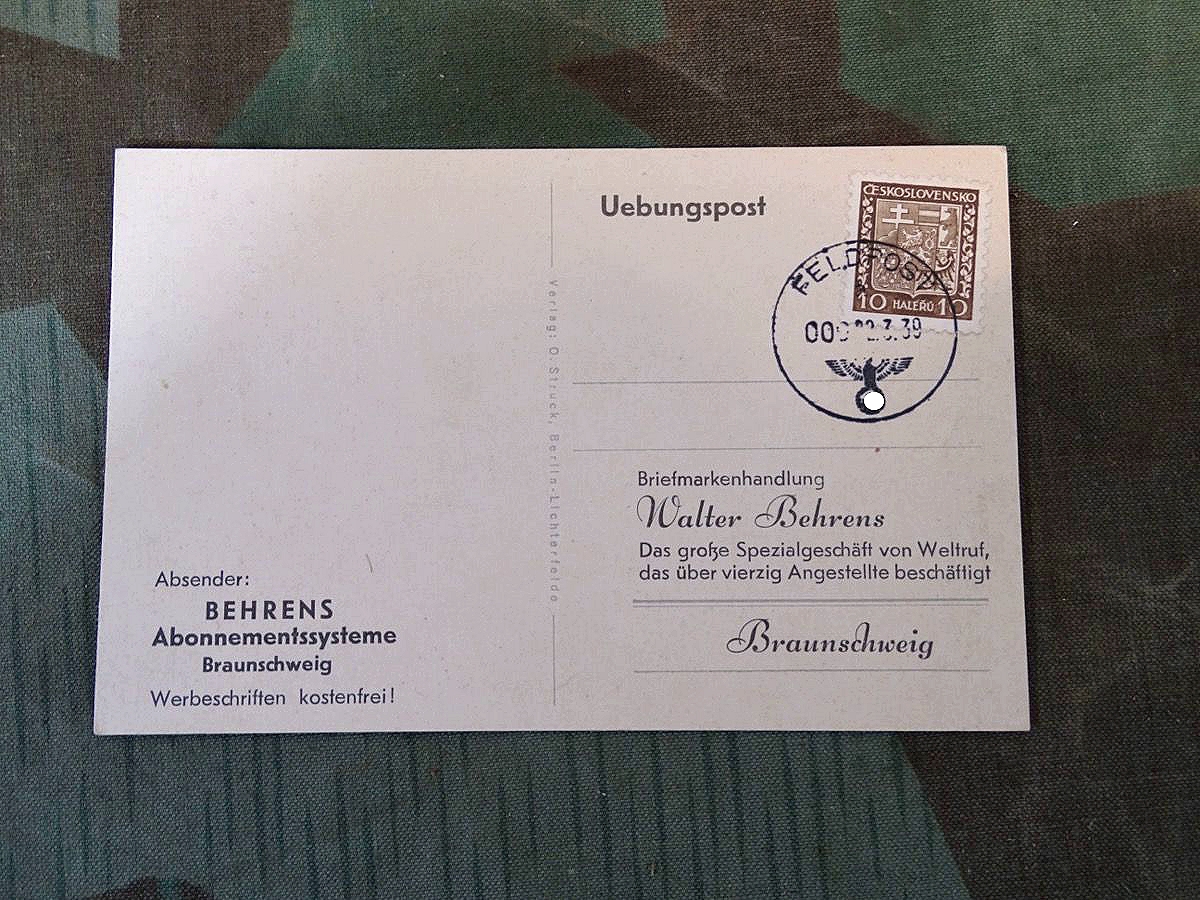 Uebungspost
ČESKOSLOVENSKO
10 HALEŘŮ 10
FELDPOST
Verlag: O. Struck, Berlin-Lichterfelde
Briefmarkenhandlung
Walter Behrens
Das große Spezialgeschäft von Weltruf,
das über vierzig Angestellte beschäftigt
Braunschweig
Absender:
BEHRENS
Abonnementssysteme
Braunschweig
Werbeschriften kostenfrei!